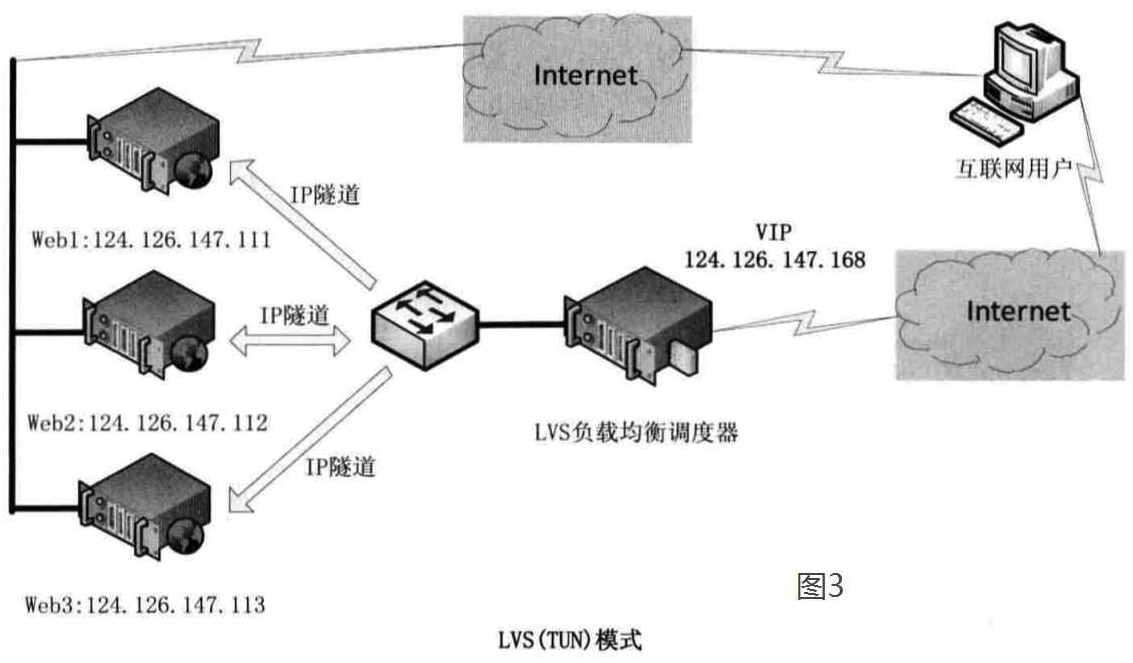 Internet
互联网用户
IP隧道
Web1:124.126.147.111
VIP
124.126.147.168
IP隧道
Internet
Web2:124.126.147.112
LVS负载均衡调度器
IP隧道
Web3:124.126.147.113
图3
LVS(TUN)模式